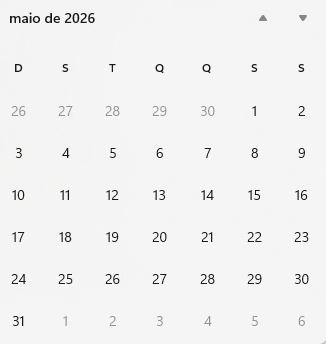 maio de 2026
D S T Q Q S S
26 27 28 29 30 1 2
3 4 5 6 7 8 9
10 11 12 13 14 15 16
17 18 19 20 21 22 23
24 25 26 27 28 29 30
31 1 2 3 4 5 6